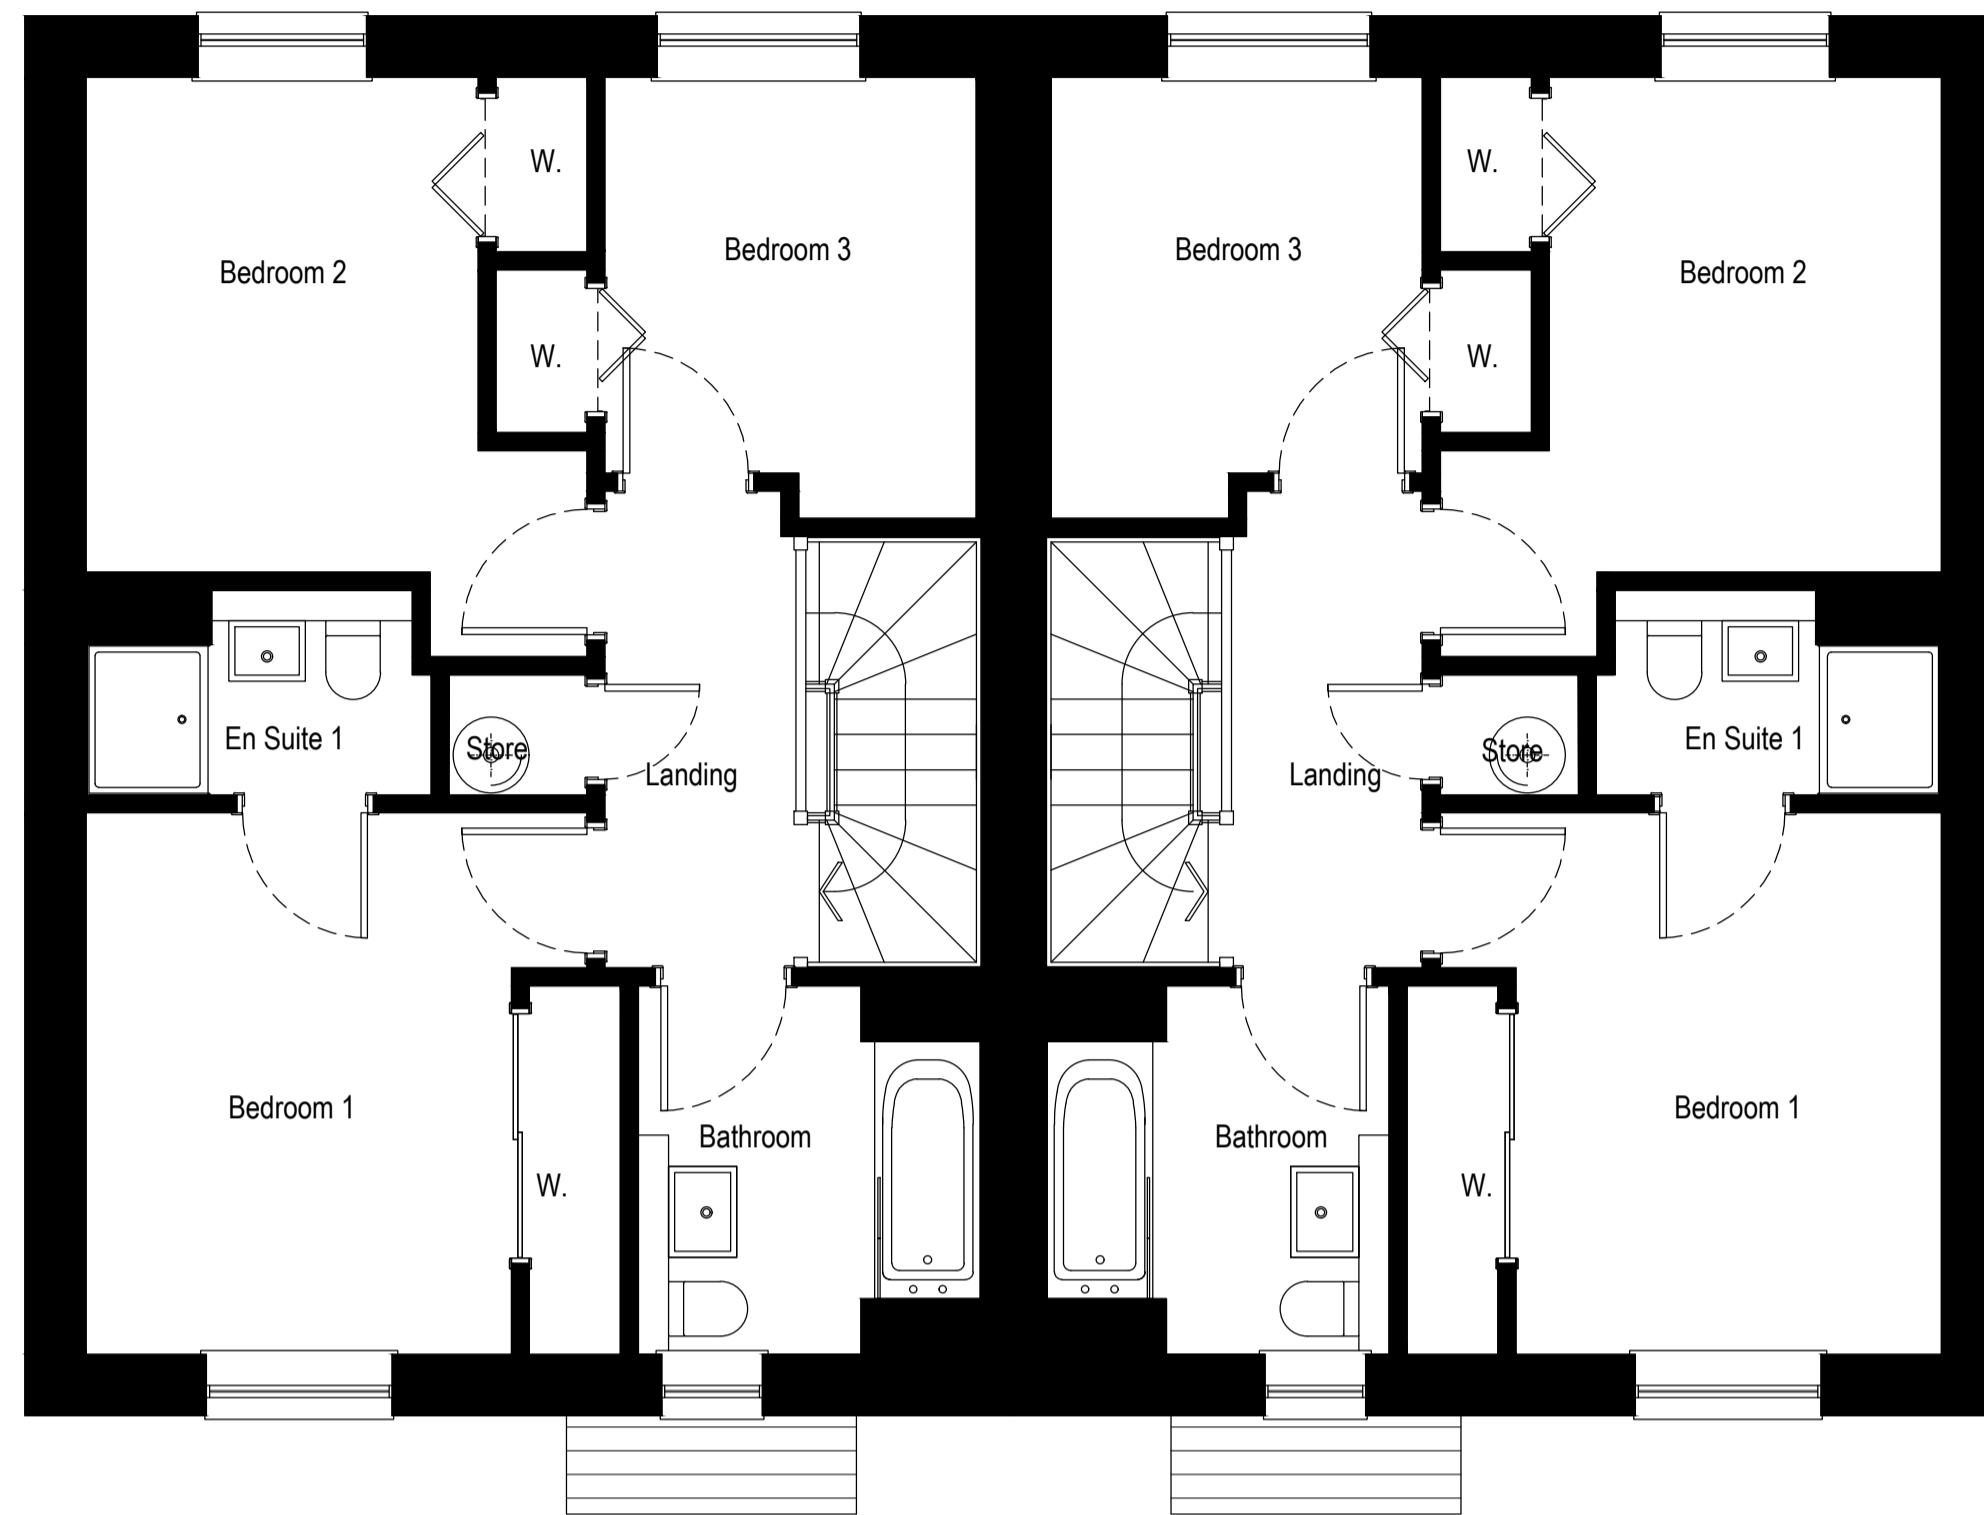 W.
W.
Bedroom 3
Bedroom 3
Bedroom 2
Bedroom 2
W.
W.
En Suite 1
En Suite 1
Store
Store
Landing
Landing
Bedroom 1
Bedroom 1
Bathroom
Bathroom
W.
W.